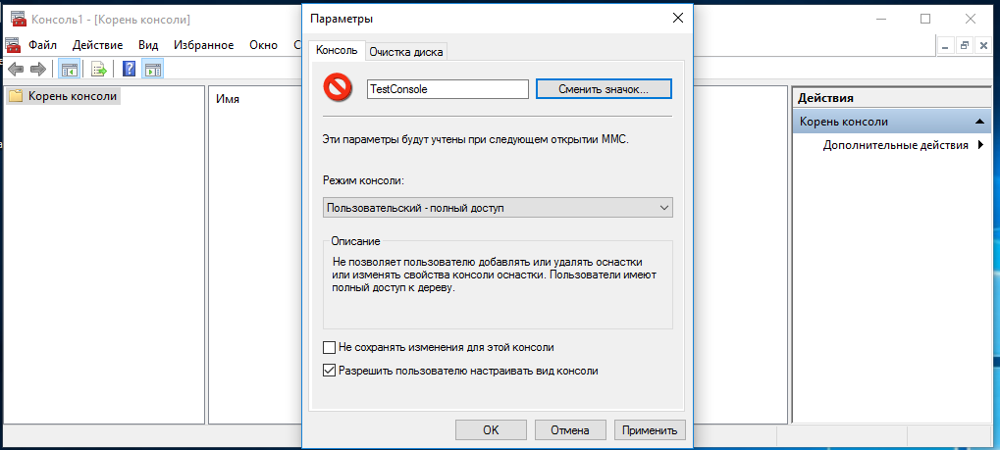 Консоль1 - [Корень консоли]
Параметры
Файл Действие Вид Избранное Окно С
Консоль Очистка диска
Корень консоли
Имя
TestConsole
Сменить значок...
Действия
Корень консоли
Дополнительные действия
Эти параметры будут учтены при следующем открытии MMC.
Режим консоли:
Пользовательский - полный доступ
Описание
Не позволяет пользователю добавлять или удалять оснастки
или изменять свойства консоли оснастки. Пользователи имеют
полный доступ к дереву.
Не сохранять изменения для этой консоли
Разрешить пользователю настраивать вид консоли
OK Отмена Применить